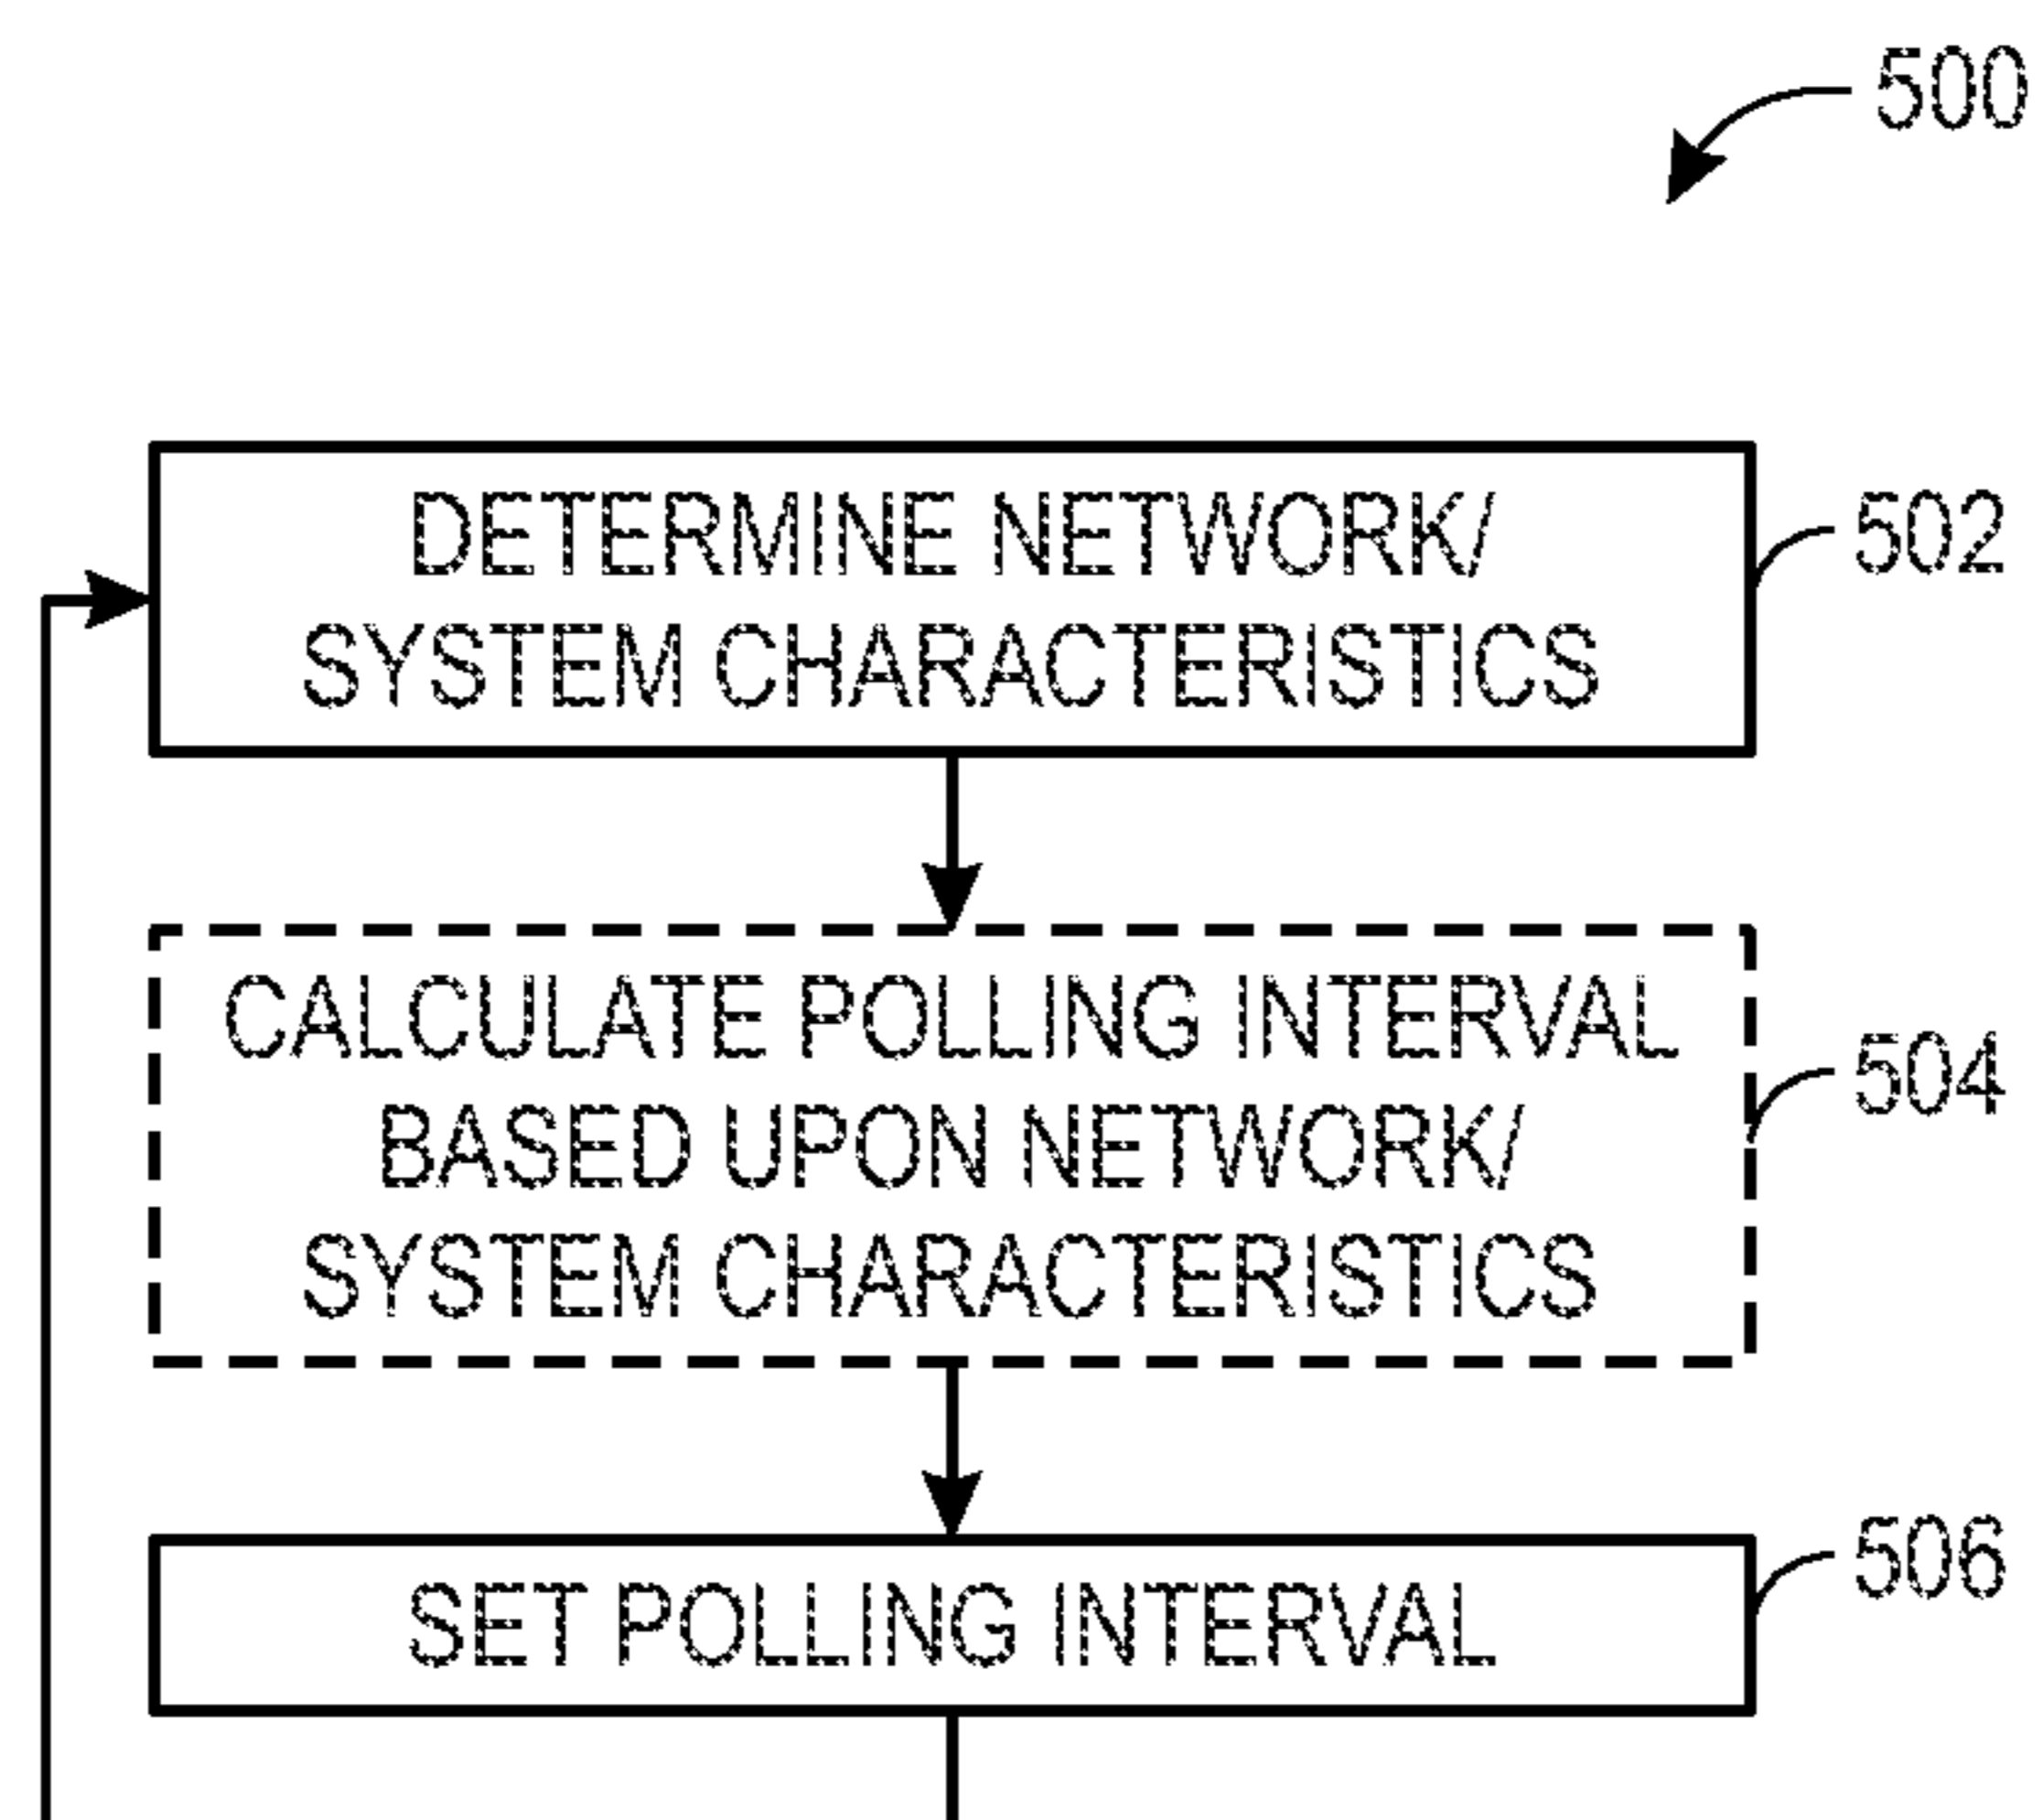 500
DETERMINE NETWORK/
SYSTEM CHARACTERISTICS
502
CALCULATE POLLING INTERVAL
BASED UPON NETWORK/
SYSTEM CHARACTERISTICS
504
SET POLLING INTERVAL
506